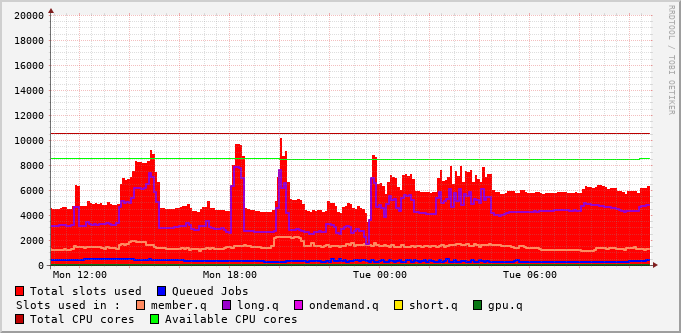 20000
18000
16000
14000
12000
10000
8000
6000
4000
2000
0
Mon 12:00 Mon 18:00 Tue 00:00 Tue 06:00
RRDTOOL / TOBI OETIKER
Total slots used Queued Jobs
Slots used in : member.q long.q ondemand.q short.q gpu.q
Total CPU cores Available CPU cores